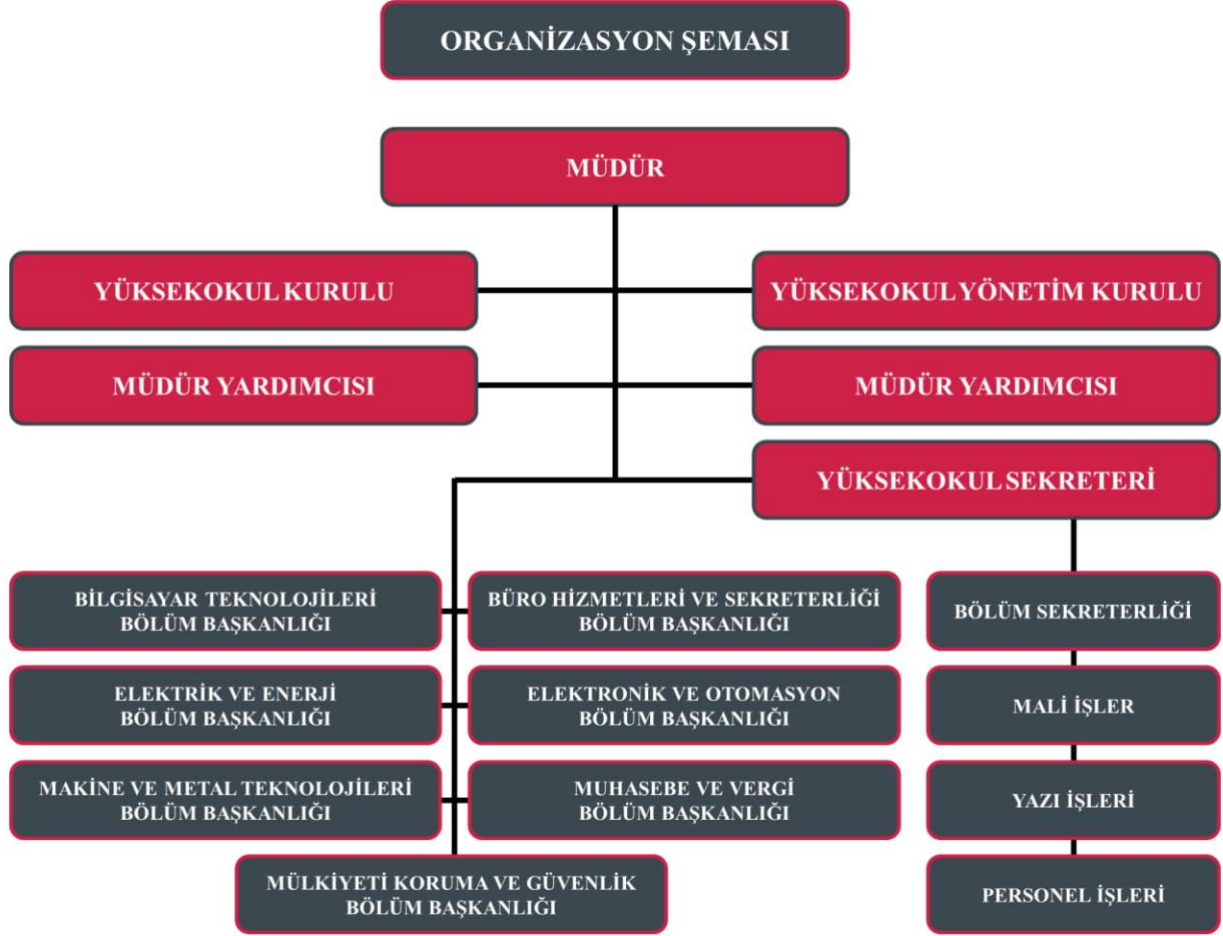 ORGANİZASYON ŞEMASI
MÜDÜR
YÜKSEKOKUL KURULU
YÜKSEKOKUL YÖNETİM KURULU
MÜDÜR YARDIMCISI
MÜDÜR YARDIMCISI
YÜKSEKOKUL SEKRETERİ
BİLGİSAYAR TEKNOLOJİLERİ
BÖLÜM BAŞKANLIĞI
BÜRO HİZMETLERİ VE SEKRETERLİĞİ
BÖLÜM BAŞKANLIĞI
BÖLÜM SEKRETERLİĞİ
ELEKTRİK VE ENERJİ
BÖLÜM BAŞKANLIĞI
ELEKTRONİK VE OTOMASYON
BÖLÜM BAŞKANLIĞI
MALİ İŞLER
MAKİNE VE METAL TEKNOLOJİLERİ
BÖLÜM BAŞKANLIĞI
MUHASEBE VE VERGİ
BÖLÜM BAŞKANLIĞI
YAZI İŞLERİ
MÜLKİYETİ KORUMA VE GÜVENLİK
BÖLÜM BAŞKANLIĞI
PERSONEL İŞLERİ